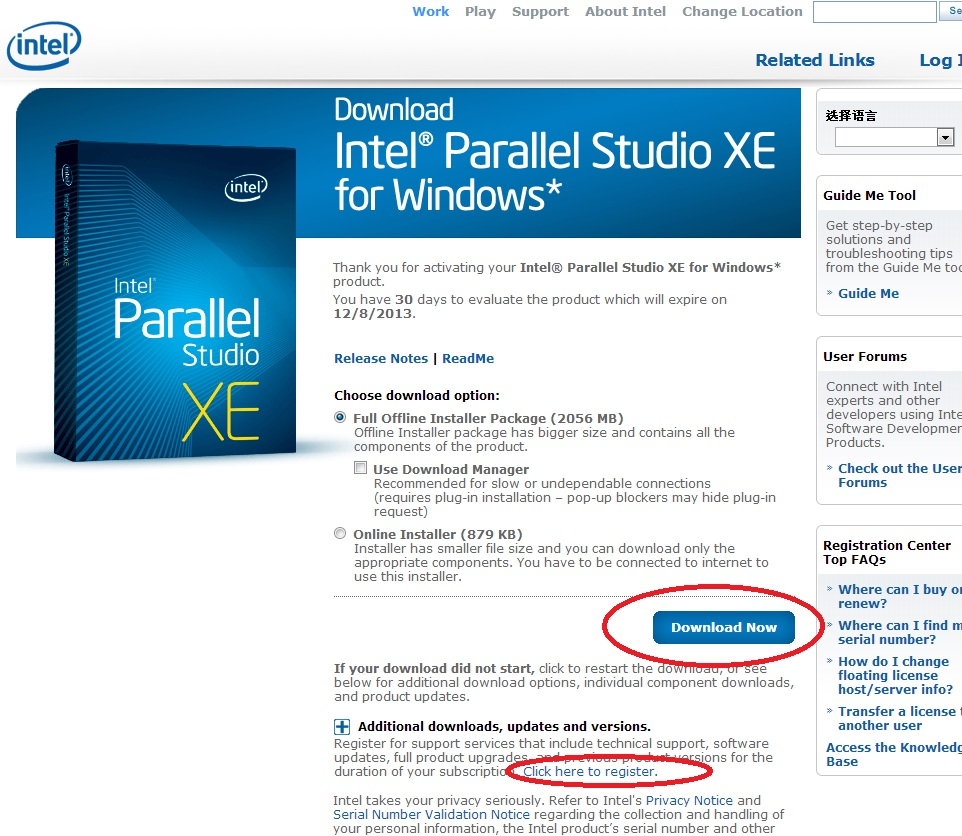 Work Play Support About Intel Change Location
Se
intel
Related Links Log I
Download
Intel® Parallel Studio XE
for Windows*
选择语言
intel
Intel® Parallel Studio XE
intel
Intel®
Parallel
Studio
XE
Thank you for activating your Intel® Parallel Studio XE for Windows*
product.
You have 30 days to evaluate the product which will expire on
12/8/2013.
Release Notes | ReadMe
Choose download option:
Full Offline Installer Package (2056 MB)
Offline Installer package has bigger size and contains all the
components of the product.
Use Download Manager
Recommended for slow or undependable connections
(requires plug-in installation – pop-up blockers may hide plug-in
request)
Online Installer (879 KB)
Installer has smaller file size and you can download only the
appropriate components. You have to be connected to internet to
use this installer.
Download Now
If your download did not start, click to restart the download, or see
below for additional download options, individual component downloads,
and product updates.
Additional downloads, updates and versions.
Register for support services that include technical support, software
updates, full product upgrades, and previous product versions for the
duration of your subscription. Click here to register.
Intel takes your privacy seriously. Refer to Intel's Privacy Notice and
Serial Number Validation Notice regarding the collection and handling of
your personal information, the Intel product’s serial number and other
Guide Me Tool
Get step-by-step
solutions and
troubleshooting tips
from the Guide Me too
» Guide Me
User Forums
Connect with Intel
experts and other
developers using Inte
Software Developmen
Products.
» Check out the User
Forums
Registration Center
Top FAQs
» Where can I buy or
renew?
» Where can I find m
serial number?
» How do I change
floating license
host/server info?
» Transfer a license t
another user
Access the Knowledg
Base